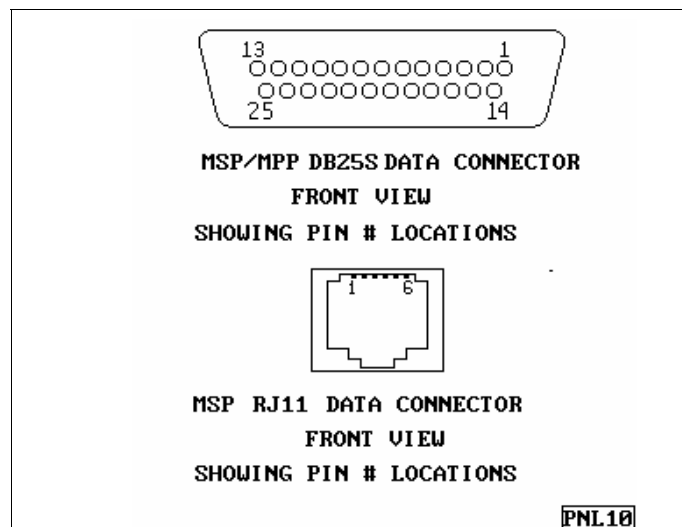 13 1
25 14
MSP/MPP DB25S DATA CONNECTOR
FRONT VIEW
SHOWING PIN # LOCATIONS
1 6
MSP RJ11 DATA CONNECTOR
FRONT VIEW
SHOWING PIN # LOCATIONS
PNL10